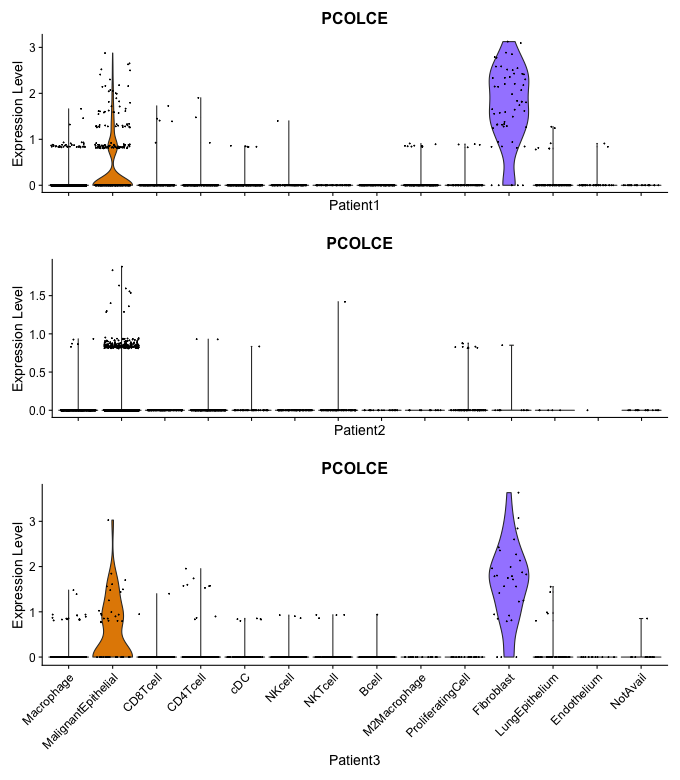 PCOLCE
Expression Level
3
2
1
0
Patient1
PCOLCE
Expression Level
1.5
1.0
0.5
0.0
Patient2
PCOLCE
Expression Level
3
2
1
0
Macrophage
MalignantEpithelial
CD8Tcell
CD4Tcell
cDC
NKcell
NKTcell
Bcell
M2Macrophage
ProliferatingCell
Fibroblast
LungEpithelium
Endothelium
NotAvail
Patient3